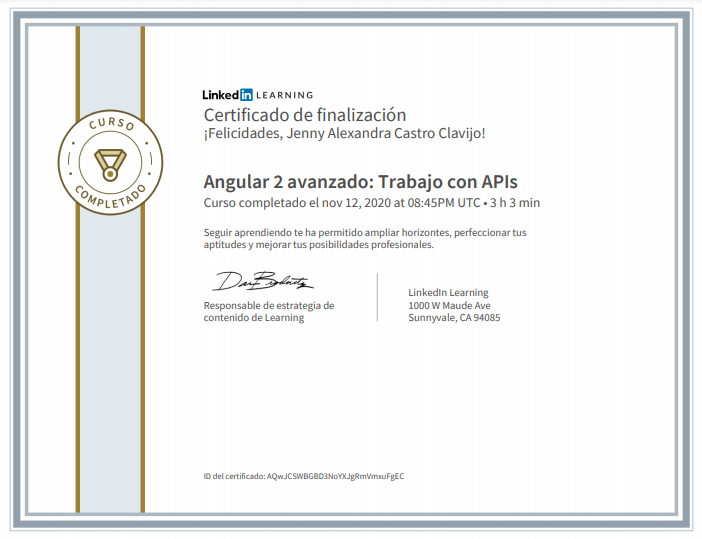 CURSO
COMPLETADO
Linked in LEARNING
Certificado de finalización
¡Felicidades, Jenny Alexandra Castro Clavijo!
Angular 2 avanzado: Trabajo con APIs
Curso completado el nov 12, 2020 at 08:45PM UTC • 3 h 3 min
Seguir aprendiendo te ha permitido ampliar horizontes, perfeccionar tus
aptitudes y mejorar tus posibilidades profesionales.
Responsable de estrategia de
contenido de Learning
LinkedIn Learning
1000 W Maude Ave
Sunnyvale, CA 94085
ID del certificado: AQwJCSWBGBD3NoYXJgRmVmxuFgEC